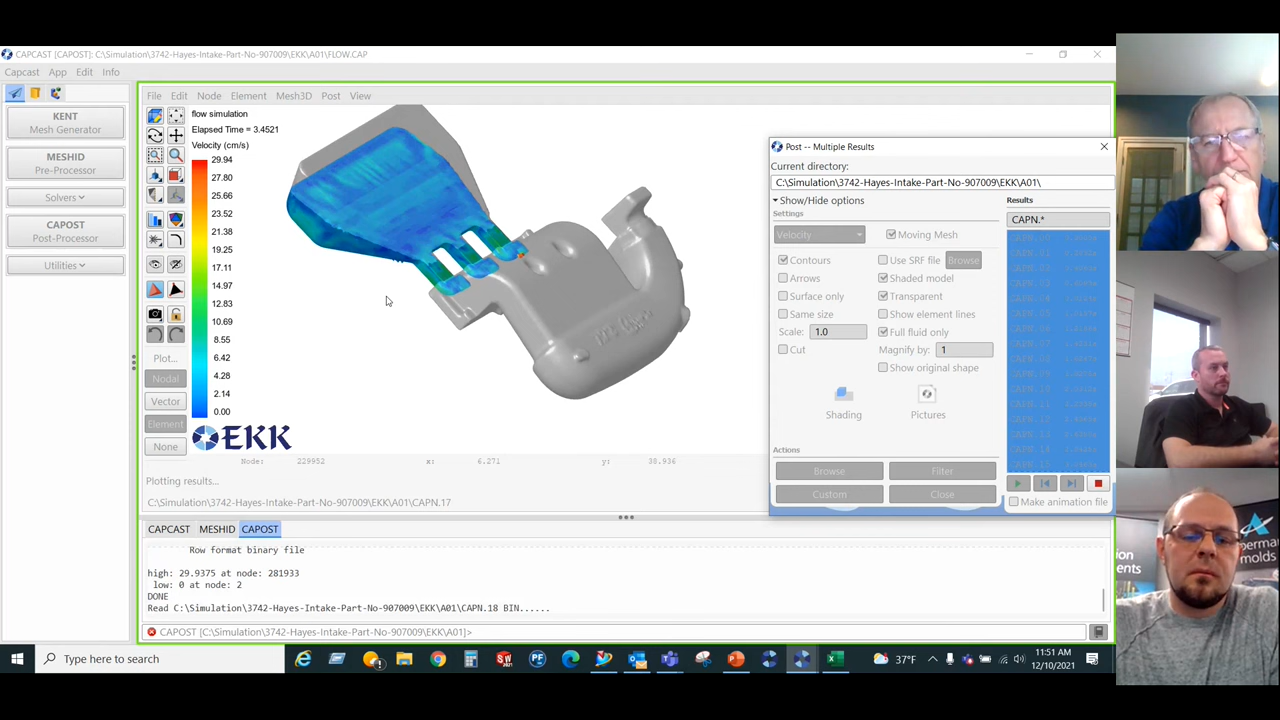 CAPCAST [CAPOST]: C:\Simulation\3742-Hayes-Intake-Part-No-907009\EKK\A01\FLOW.CAP
Capcast App Edit Info
KENT
Mesh Generator
MESHID
Pre-Processor
Solvers
CAPOST
Post-Processor
Utilities
File Edit Node Element Mesh3D Post View
flow simulation
Elapsed Time = 3.4521
Velocity (cm/s)
29.94
27.80
25.66
23.52
21.38
19.25
17.11
14.97
12.83
10.69
8.55
6.42
4.28
2.14
0.00
EKK
Plot...
Nodal
Vector
Element
None
Node: 229952 x: 6.271 y: 38.936
Plotting results...
C:\Simulation\3742-Hayes-Intake-Part-No-907009\EKK\A01\CAPN.17
Post -- Multiple Results
Current directory:
C:\Simulation\3742-Hayes-Intake-Part-No-907009\EKK\A01\
Show/Hide options
Settings
Velocity
Moving Mesh
Contours
Use SRF file Browse
Arrows
Shaded model
Surface only
Transparent
Same size
Show element lines
Scale: 1.0
Full fluid only
Cut
Magnify by: 1
Show original shape
Shading
Pictures
Actions
Browse Filter
Custom Close
Results
CAPN.*
Make animation file
CAPCAST MESHID CAPOST
Row format binary file
high: 29.9375 at node: 281933
low: 0 at node: 2
DONE
Read C:\Simulation\3742-Hayes-Intake-Part-No-907009\EKK\A01\CAPN.18 BIN......
CAPOST [C:\Simulation\3742-Hayes-Intake-Part-No-907009\EKK\A01]>
Type here to search
37°F
11:51 AM
12/10/2021